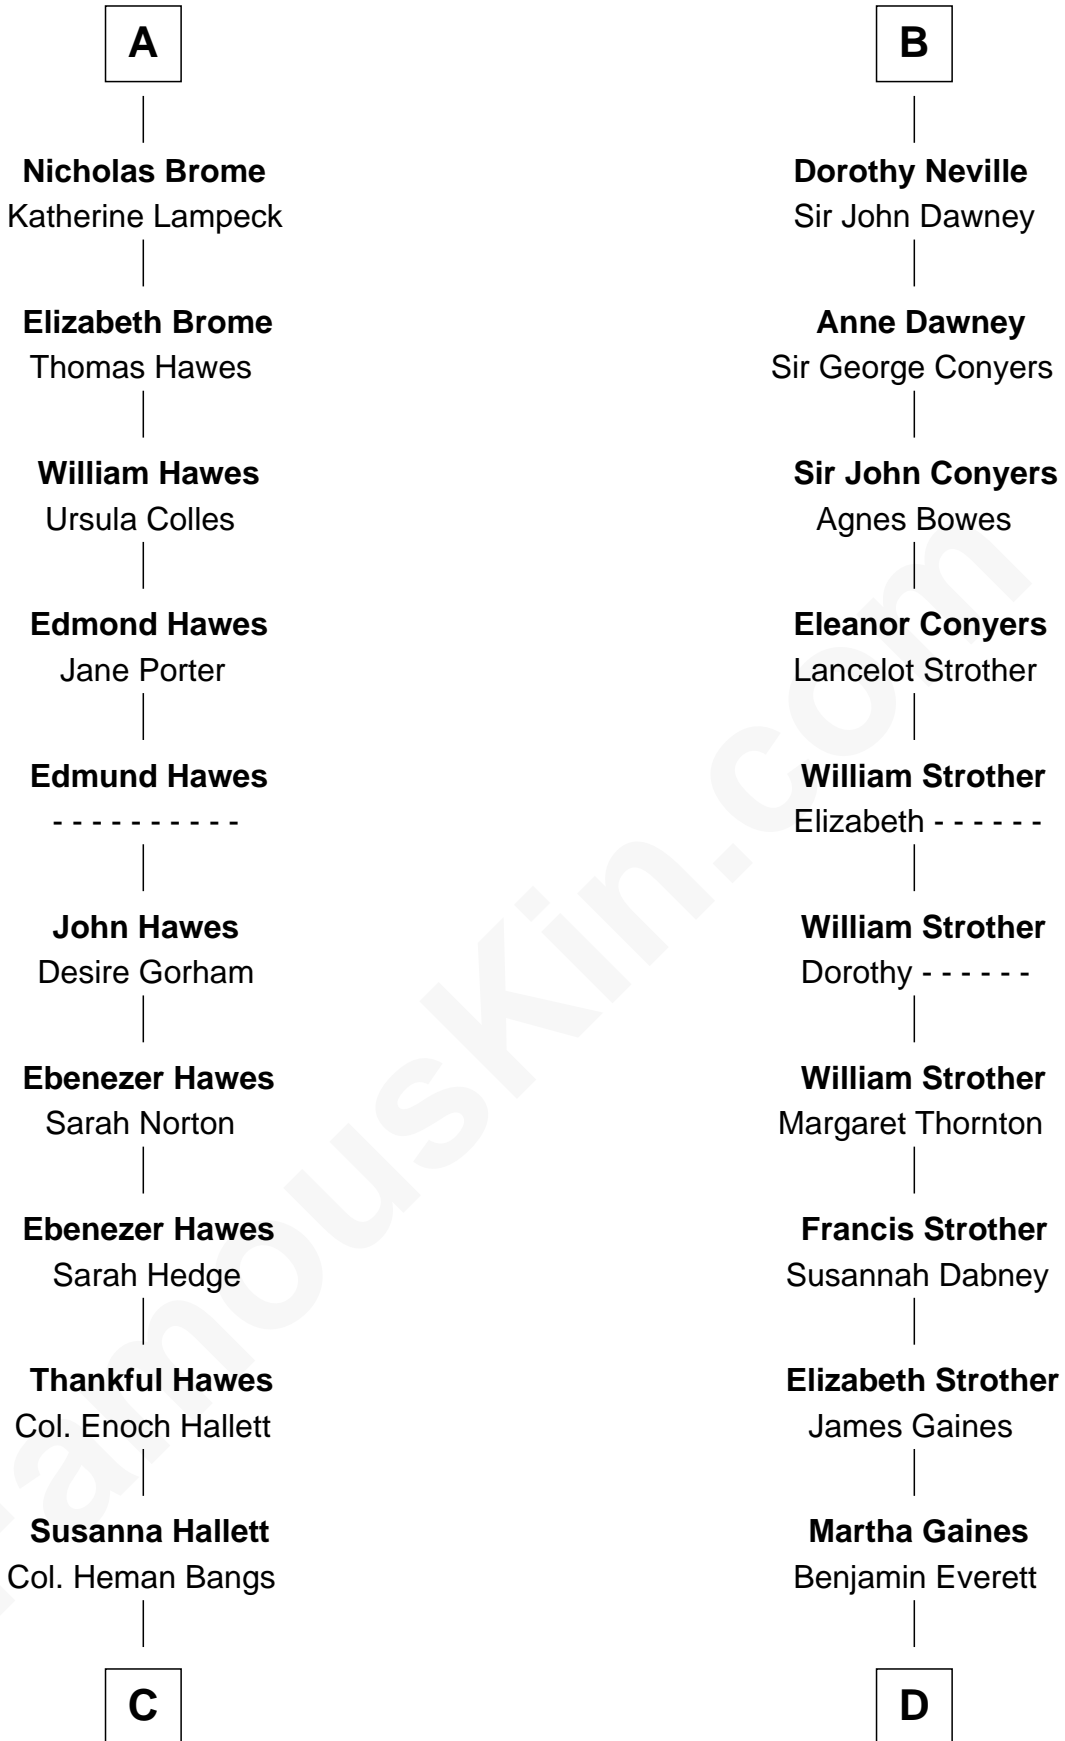 A
Nicholas Brome
Katherine Lampeck
Elizabeth Brome
Thomas Hawes
William Hawes
Ursula Colles
Edmond Hawes
Jane Porter
Edmund Hawes
- - - - - - - - - -
John Hawes
Desire Gorham
Ebenezer Hawes
Sarah Norton
Ebenezer Hawes
Sarah Hedge
Thankful Hawes
Col. Enoch Hallett
Susanna Hallett
Col. Heman Bangs
C
B
Dorothy Neville
Sir John Dawney
Anne Dawney
Sir George Conyers
Sir John Conyers
Agnes Bowes
Eleanor Conyers
Lancelot Strother
William Strother
Elizabeth - - - - - -
William Strother
Dorothy - - - - - -
William Strother
Margaret Thornton
Francis Strother
Susannah Dabney
Elizabeth Strother
James Gaines
Martha Gaines
Benjamin Everett
D
FamousKin.com